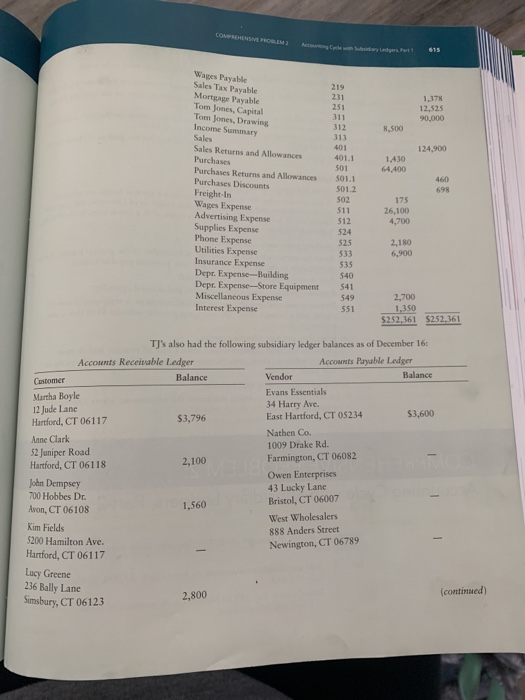 COMPREHENSIVE PROBLEM 2 Accounting Cycle with Subsidiary Ledgers, Part 1 615
Wages Payable 219
Sales Tax Payable 231 1,378
Mortgage Payable 251 12,525
Tom Jones, Capital 311 90,000
Tom Jones, Drawing 312 8,500
Income Summary 313
Sales 401 124,900
Sales Returns and Allowances 401.1 1,430
Purchases 501 64,400
Purchases Returns and Allowances 501.1 460
Purchases Discounts 501.2 698
Freight-In 502 175
Wages Expense 511 26,100
Advertising Expense 512 4,700
Supplies Expense 524
Phone Expense 525 2,180
Utilities Expense 533 6,900
Insurance Expense 535
Depr. Expense—Building 540
Depr. Expense—Store Equipment 541
Miscellaneous Expense 549 2,700
Interest Expense 551 1,350
$252,361 $252,361
TJ's also had the following subsidiary ledger balances as of December 16:
Accounts Receivable Ledger
Customer Balance
Martha Boyle
12 Jude Lane
Hartford, CT 06117 $3,796
Anne Clark
52 Juniper Road
Hartford, CT 06118 2,100
John Dempsey
700 Hobbes Dr.
Avon, CT 06108 1,560
Kim Fields
5200 Hamilton Ave.
Hartford, CT 06117 —
Lucy Greene
236 Bally Lane
Simsbury, CT 06123 2,800
Accounts Payable Ledger
Vendor Balance
Evans Essentials
34 Harry Ave.
East Hartford, CT 05234 $3,600
Nathen Co.
1009 Drake Rd.
Farmington, CT 06082 —
Owen Enterprises
43 Lucky Lane
Bristol, CT 06007 —
West Wholesalers
888 Anders Street
Newington, CT 06789 —
(continued)